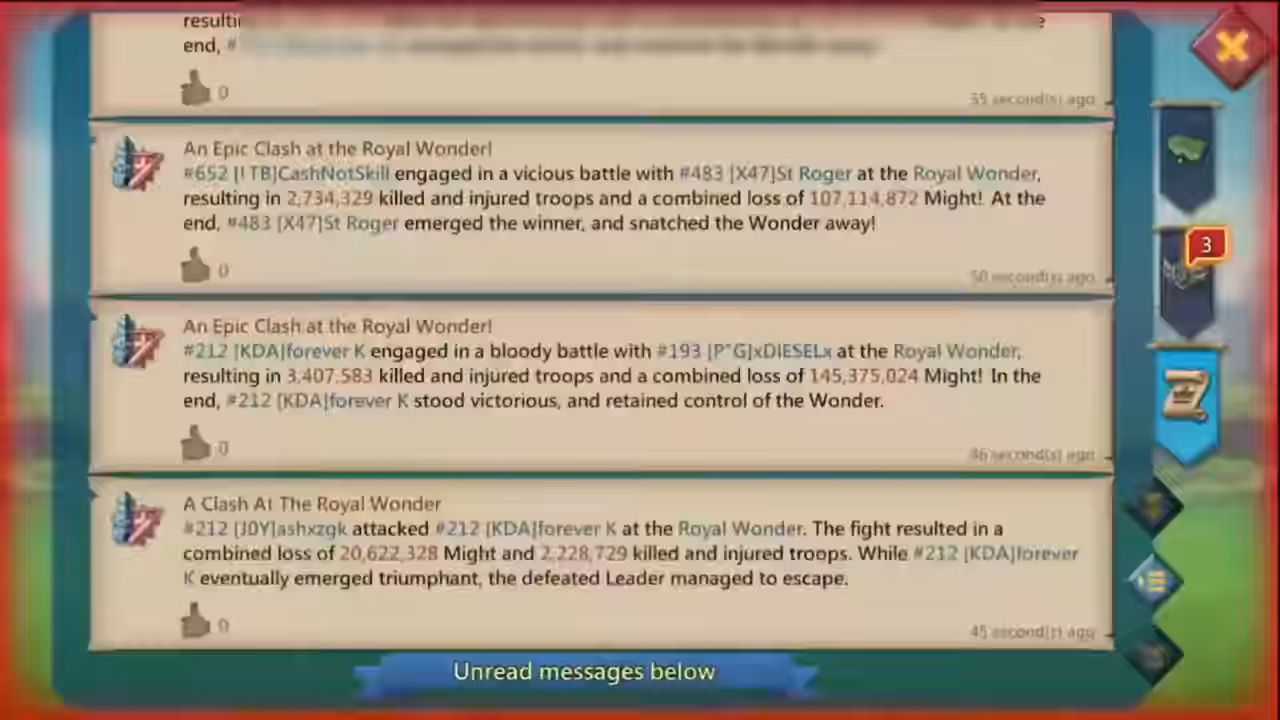 end, #
0
55 second(s) ago
An Epic Clash at the Royal Wonder!
#652 [!TB]CashNotSkill engaged in a vicious battle with #483 [X47]St Roger at the Royal Wonder,
resulting in 2,734,329 killed and injured troops and a combined loss of 107,114,872 Might! At the
end, #483 [X47]St Roger emerged the winner, and snatched the Wonder away!
0
50 second(s) ago
3
An Epic Clash at the Royal Wonder!
#212 [KDA]forever K engaged in a bloody battle with #193 [P^G]xDIESELx at the Royal Wonder,
resulting in 3,407,583 killed and injured troops and a combined loss of 145,375,024 Might! In the
end, #212 [KDA]forever K stood victorious, and retained control of the Wonder.
0
46 second(s) ago
A Clash At The Royal Wonder
#212 [J0Y]ashxzgk attacked #212 [KDA]forever K at the Royal Wonder. The fight resulted in a
combined loss of 20,622,328 Might and 2,228,729 killed and injured troops. While #212 [KDA]forever
K eventually emerged triumphant, the defeated Leader managed to escape.
0
45 second(s) ago
Unread messages below